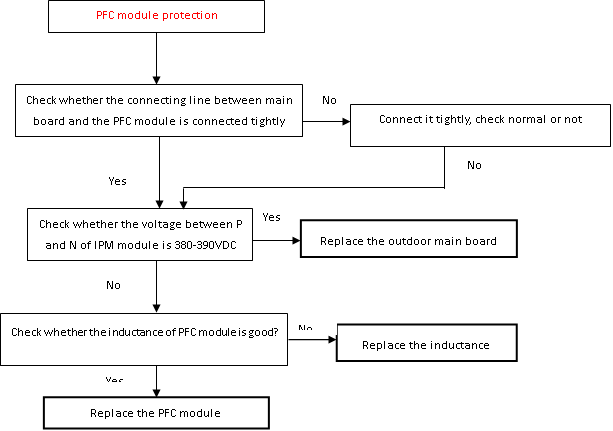 PFC module protection
Check whether the connecting line between main
board and the PFC module is connected tightly
No
Connect it tightly, check normal or not
No
Yes
Check whether the voltage between P
and N of IPM module is 380-390VDC
Yes
Replace the outdoor main board
No
Check whether the inductance of PFC module is good?
No
Replace the inductance
Yes
Replace the PFC module